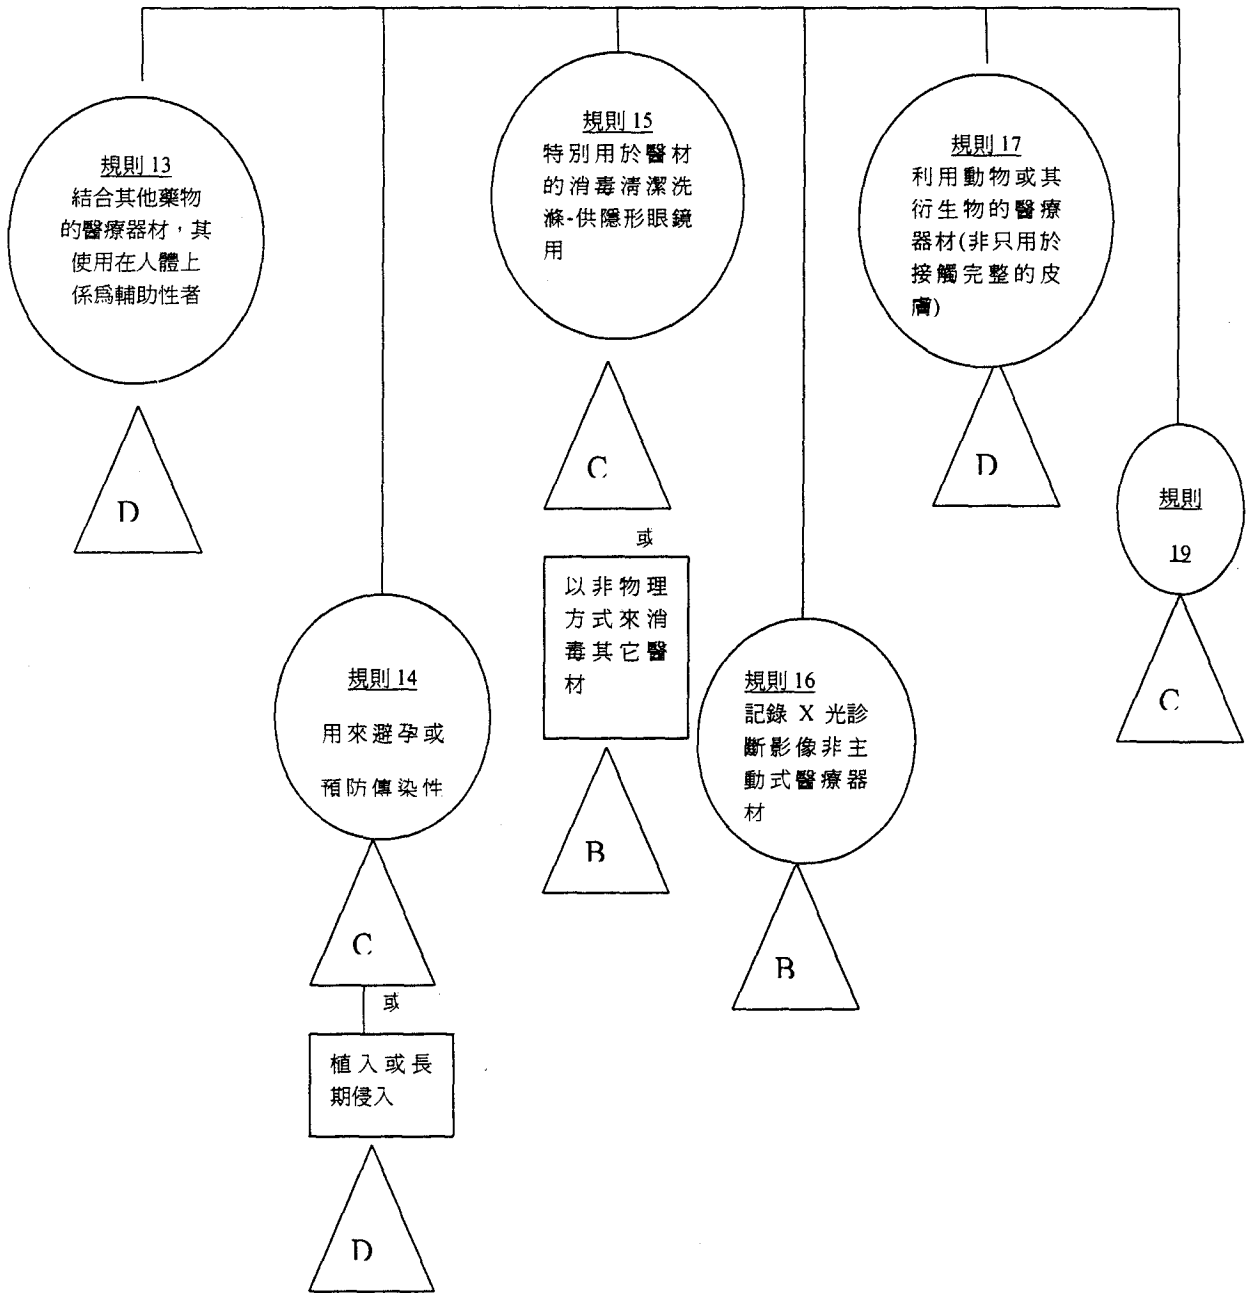 規則 13
結合其他藥物
的醫療器材，其
使用在人體上
係爲輔助性者
D
規則 14
用來避孕或
預防傳染性
C
或
植入或長
期侵入
D
規則 15
特別用於醫材
的消毒清潔洗
滌-供隱形眼鏡
用
C
或
以非物理
方式來消
毒其它醫
材
B
規則 16
記錄 X 光診
斷影像非主
動式醫療器
材
B
規則 17
利用動物或其
衍生物的醫療
器材(非只用於
接觸完整的皮
膚)
D
規則
19
C